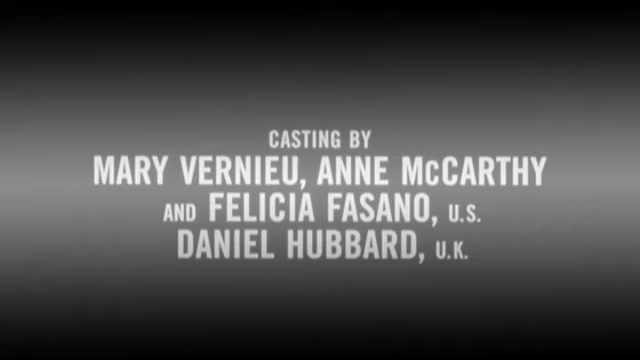 CASTING BY
MARY VERNIEU, ANNE McCARTHY
AND FELICIA FASANO, U.S.
DANIEL HUBBARD, U.K.